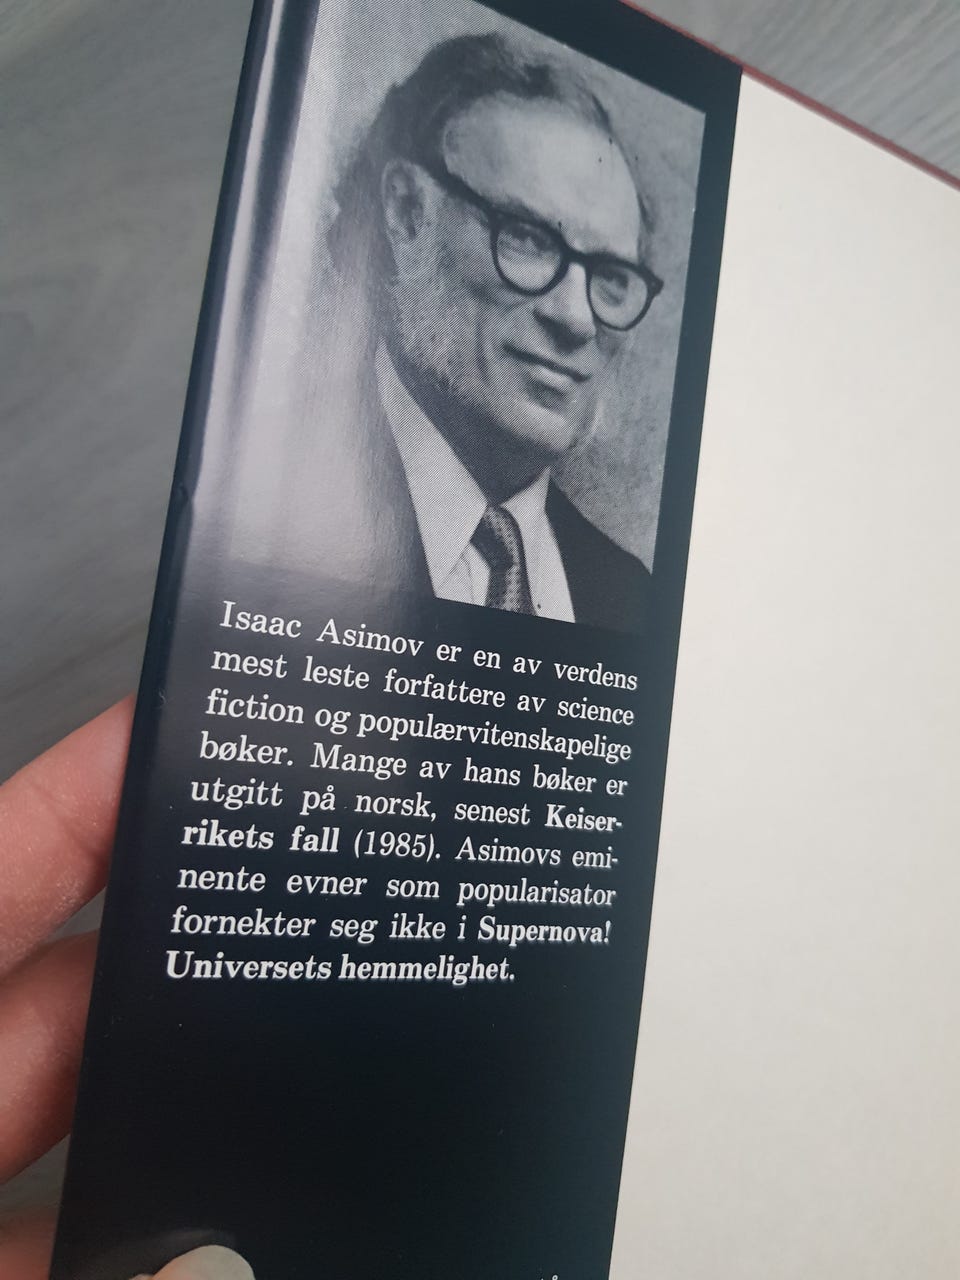 Isaac Asimov er en av verdens
mest leste forfattere av science
fiction og populærvitenskapelige
bøker. Mange av hans bøker er
utgitt på norsk, senest Keiser-
rikets fall (1985). Asimovs emi-
nente evner som popularisator
fornekter seg ikke i Supernova!
Universets hemmelighet.